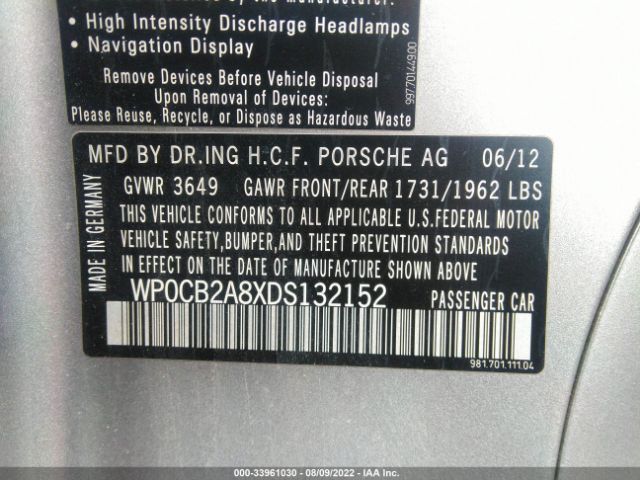 • High Intensity Discharge Headlamps
• Navigation Display
Remove Devices Before Vehicle Disposal
Upon Removal of Devices:
Please Reuse, Recycle, or Dispose as Hazardous Waste
99770144900
MFD BY DR.ING H.C.F. PORSCHE AG 06/12
GVWR 3649 GAWR FRONT/REAR 1731/1962 LBS
THIS VEHICLE CONFORMS TO ALL APPLICABLE U.S.FEDERAL MOTOR
VEHICLE SAFETY,BUMPER,AND THEFT PREVENTION STANDARDS
IN EFFECT ON THE DATE OF MANUFACTURE SHOWN ABOVE
MADE IN GERMANY
WP0CB2A8XDS132152 PASSENGER CAR
981.701.111.04
000-33961030 - 08/09/2022 - IAA Inc.